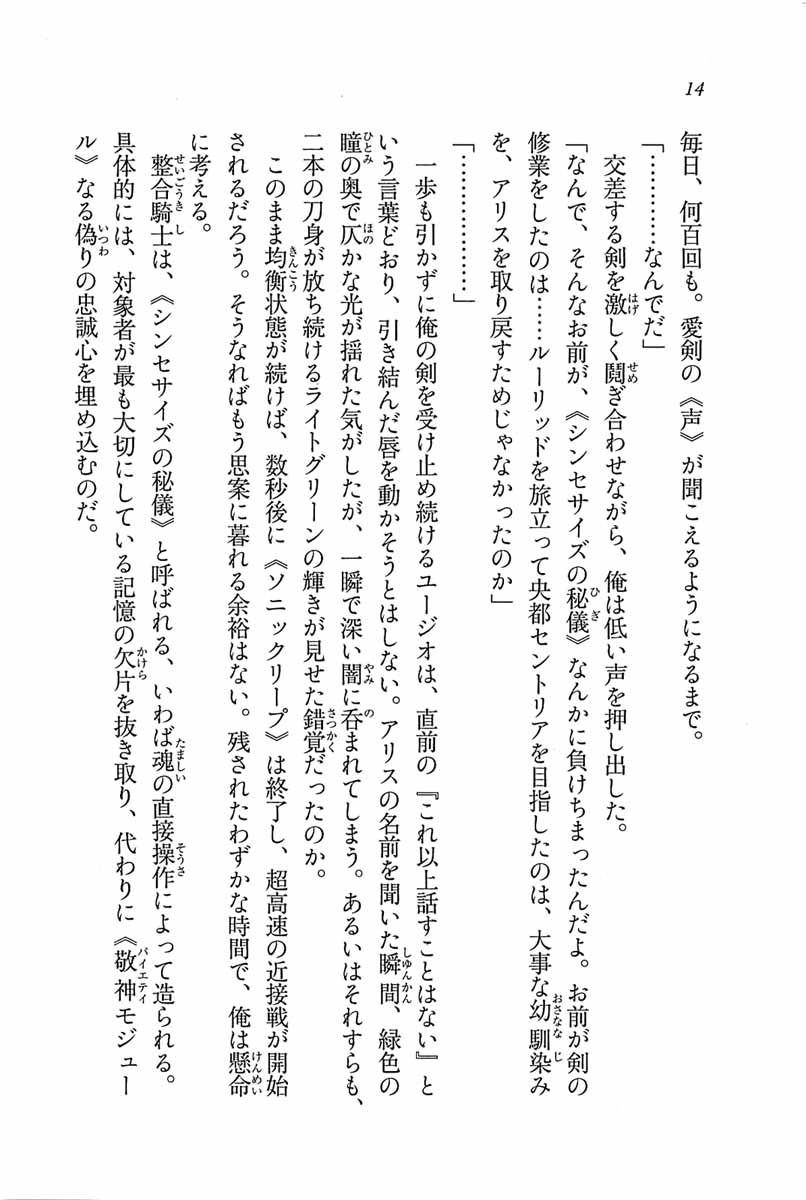 14
毎日、何百回も。愛剣の《声》が聞こえるようになるまで。
「…………なんでだ」
交差する剣を激しく鬩ぎ合わせながら、俺は低い声を押し出した。
「なんで、そんなお前が、《シンセサイズの秘儀》なんかに負けちまったんだよ。お前が剣の
修業をしたのは……ルーリッドを旅立って央都セントリアを目指したのは、大事な幼馴染み
を、アリスを取り戻すためじゃなかったのか」
「………………」
一歩も引かずに俺の剣を受け止め続けるユージオは、直前の『これ以上話すことはない』と
いう言葉どおり、引き結んだ唇を動かそうとはしない。アリスの名前を聞いた瞬間、緑色の
瞳の奥で仄かな光が揺れた気がしたが、一瞬で深い闇に呑まれてしまう。あるいはそれすらも、
二本の刀身が放ち続けるライトグリーンの輝きが見せた錯覚だったのか。
このまま均衡状態が続けば、数秒後に《ソニックリープ》は終了し、超高速の近接戦が開始
されるだろう。そうなればもう思案に暮れる余裕はない。残されたわずかな時間で、俺は懸命
に考える。
整合騎士は、《シンセサイズの秘儀》と呼ばれる、いわば魂の直接操作によって造られる。
具体的には、対象者が最も大切にしている記憶の欠片を抜き取り、代わりに《敬神モジュー
ル》なる偽りの忠誠心を埋め込むのだ。